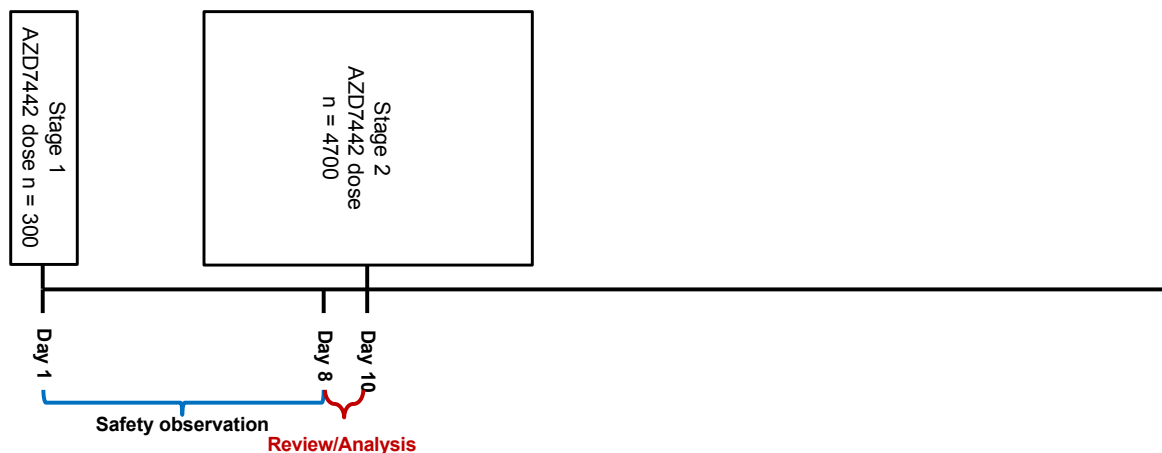 Stage 1
AZD7442 dose n = 300
Stage 2
AZD7442 dose
n = 4700
Day 1
Day 8
Day 10
Safety observation
Review/Analysis